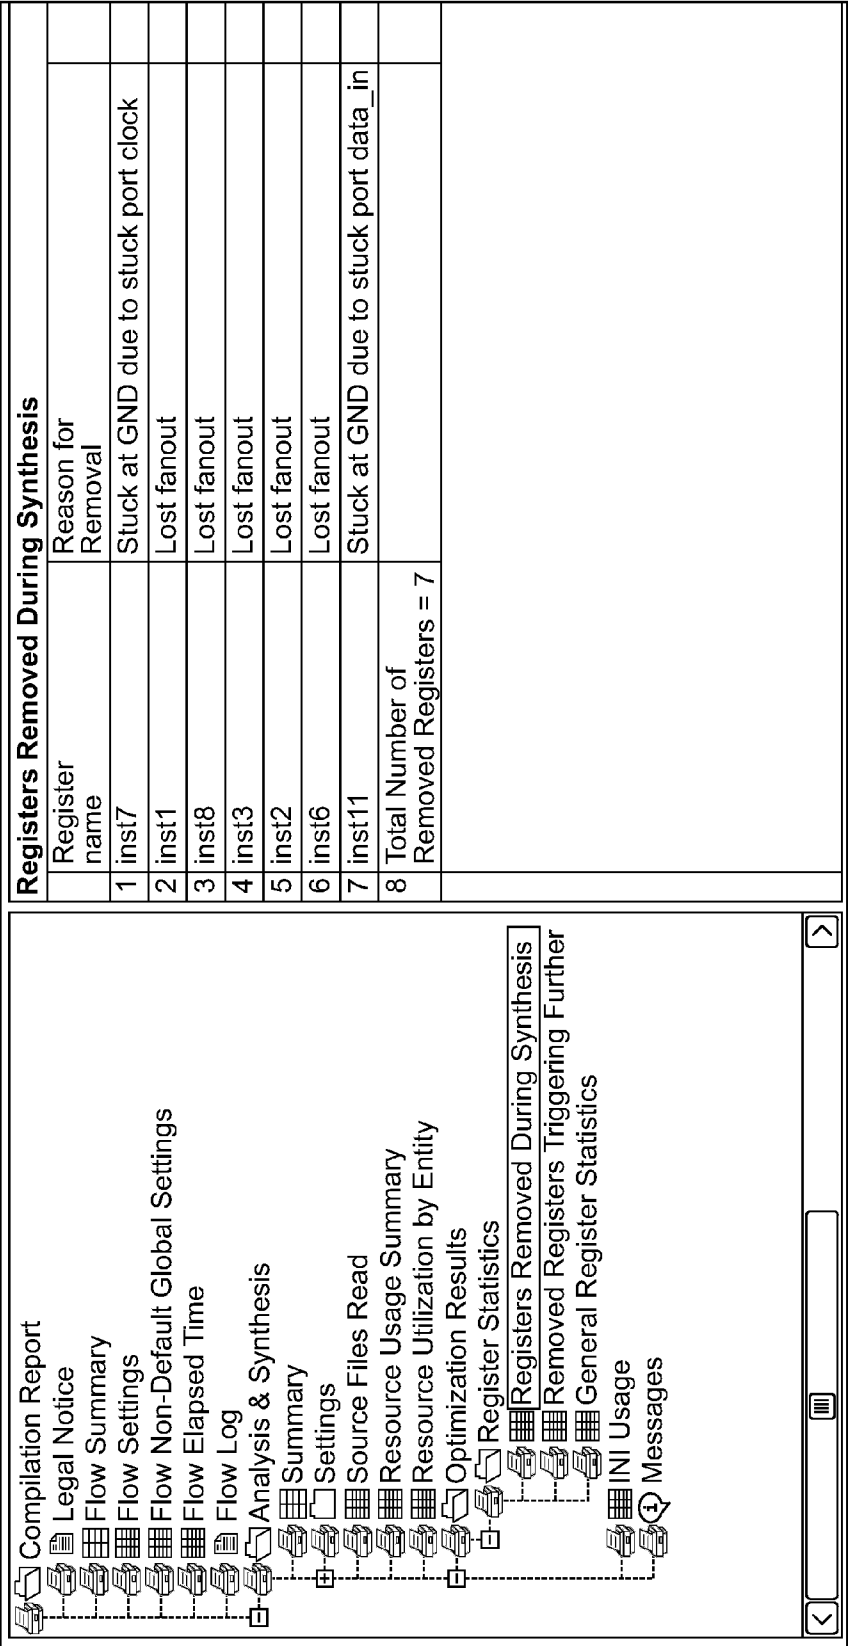 Compilation Report
Legal Notice
Flow Summary
Flow Settings
Flow Non-Default Global Settings
Flow Elapsed Time
Flow Log
Analysis & Synthesis
Summary
Settings
Source Files Read
Resource Usage Summary
Resource Utilization by Entity
Optimization Results
Register Statistics
Registers Removed During Synthesis
Removed Registers Triggering Further
General Register Statistics
INI Usage
Messages
Registers Removed During Synthesis
Register name Reason for Removal
1 inst7 Stuck at GND due to stuck port clock
2 inst1 Lost fanout
3 inst8 Lost fanout
4 inst3 Lost fanout
5 inst2 Lost fanout
6 inst6 Lost fanout
7 inst11 Stuck at GND due to stuck port data_in
8 Total Number of
Removed Registers = 7